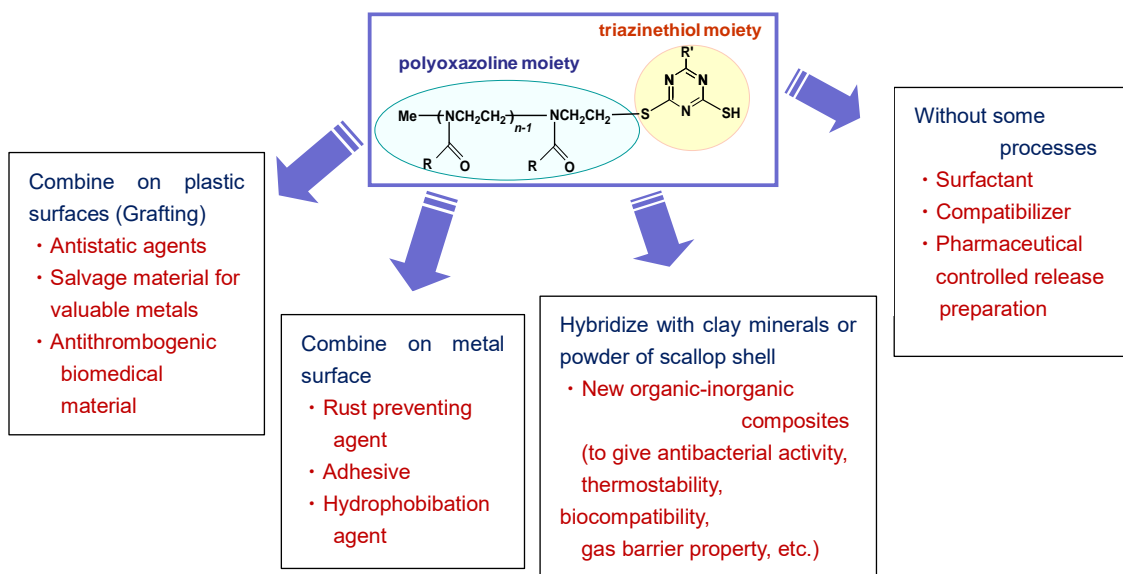 triazinethiol moiety
polyoxazoline moiety
R'
N N
N
S SH
Me ( NCH2CH2 )n-1 NCH2CH2
R O R O
Combine on plastic
surfaces (Grafting)
・Antistatic agents
・Salvage material for
valuable metals
・Antithrombogenic
biomedical
material
Combine on metal
surface
・Rust preventing
agent
・Adhesive
・Hydrophobibation
agent
Hybridize with clay minerals or
powder of scallop shell
・New organic-inorganic
composites
(to give antibacterial activity,
thermostability,
biocompatibility,
gas barrier property, etc.)
Without some
processes
・Surfactant
・Compatibilizer
・Pharmaceutical
controlled release
preparation